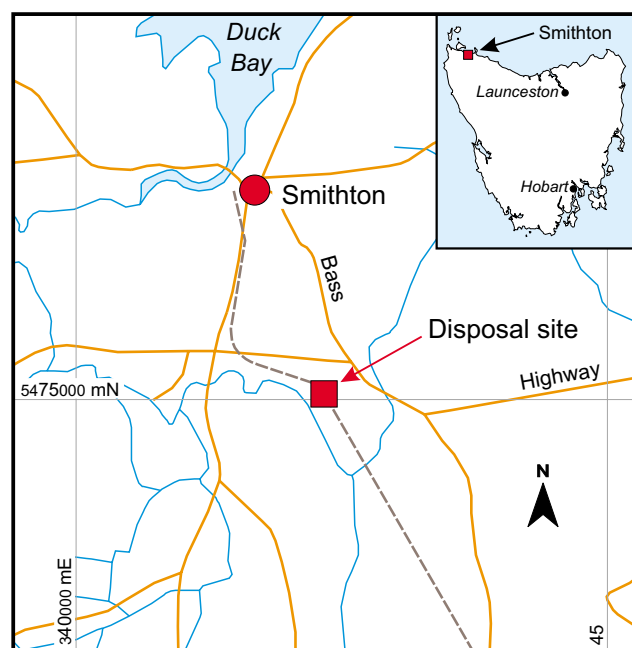 Duck
Bay
Smithton
Launceston
Hobart
Smithton
Bass
Disposal site
Highway
5475000 mN
N
340000 mE
45